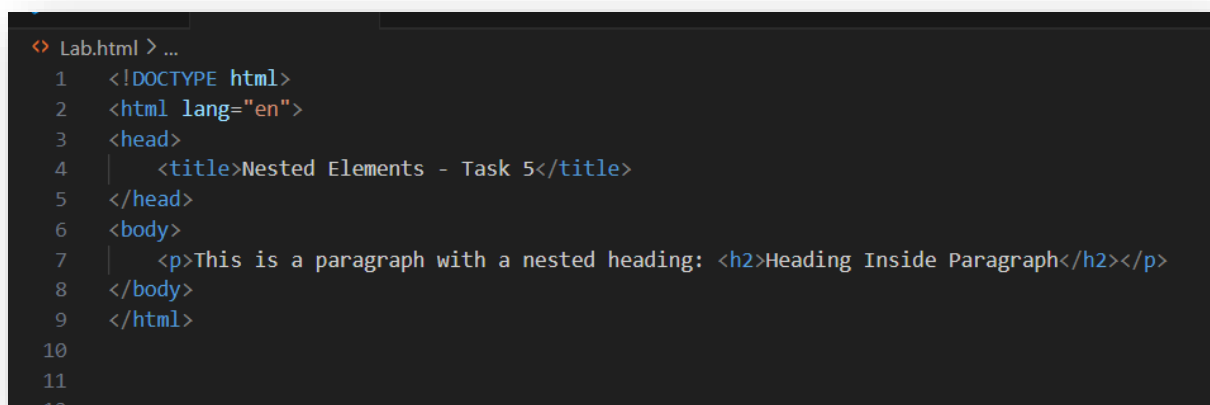 Lab.html > ...
1 <!DOCTYPE html>
2 <html lang="en">
3 <head>
4     <title>Nested Elements - Task 5</title>
5 </head>
6 <body>
7     <p>This is a paragraph with a nested heading: <h2>Heading Inside Paragraph</h2></p>
8 </body>
9 </html>
10
11